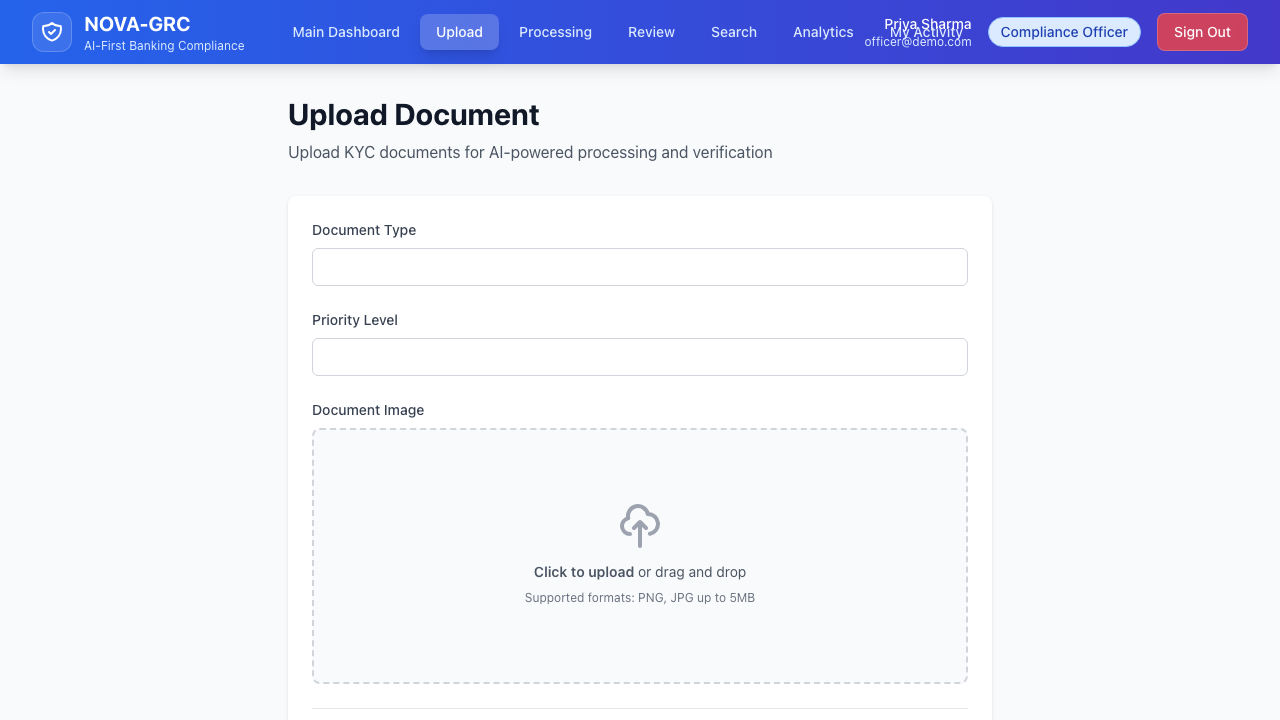 NOVA-GRC
AI-First Banking Compliance
Main Dashboard
Upload
Processing
Review
Search
Analytics
My Activity
Priya Sharma
officer@demo.com
Compliance Officer
Sign Out
Upload Document
Upload KYC documents for AI-powered processing and verification
Document Type
Priority Level
Document Image
Click to upload or drag and drop
Supported formats: PNG, JPG up to 5MB